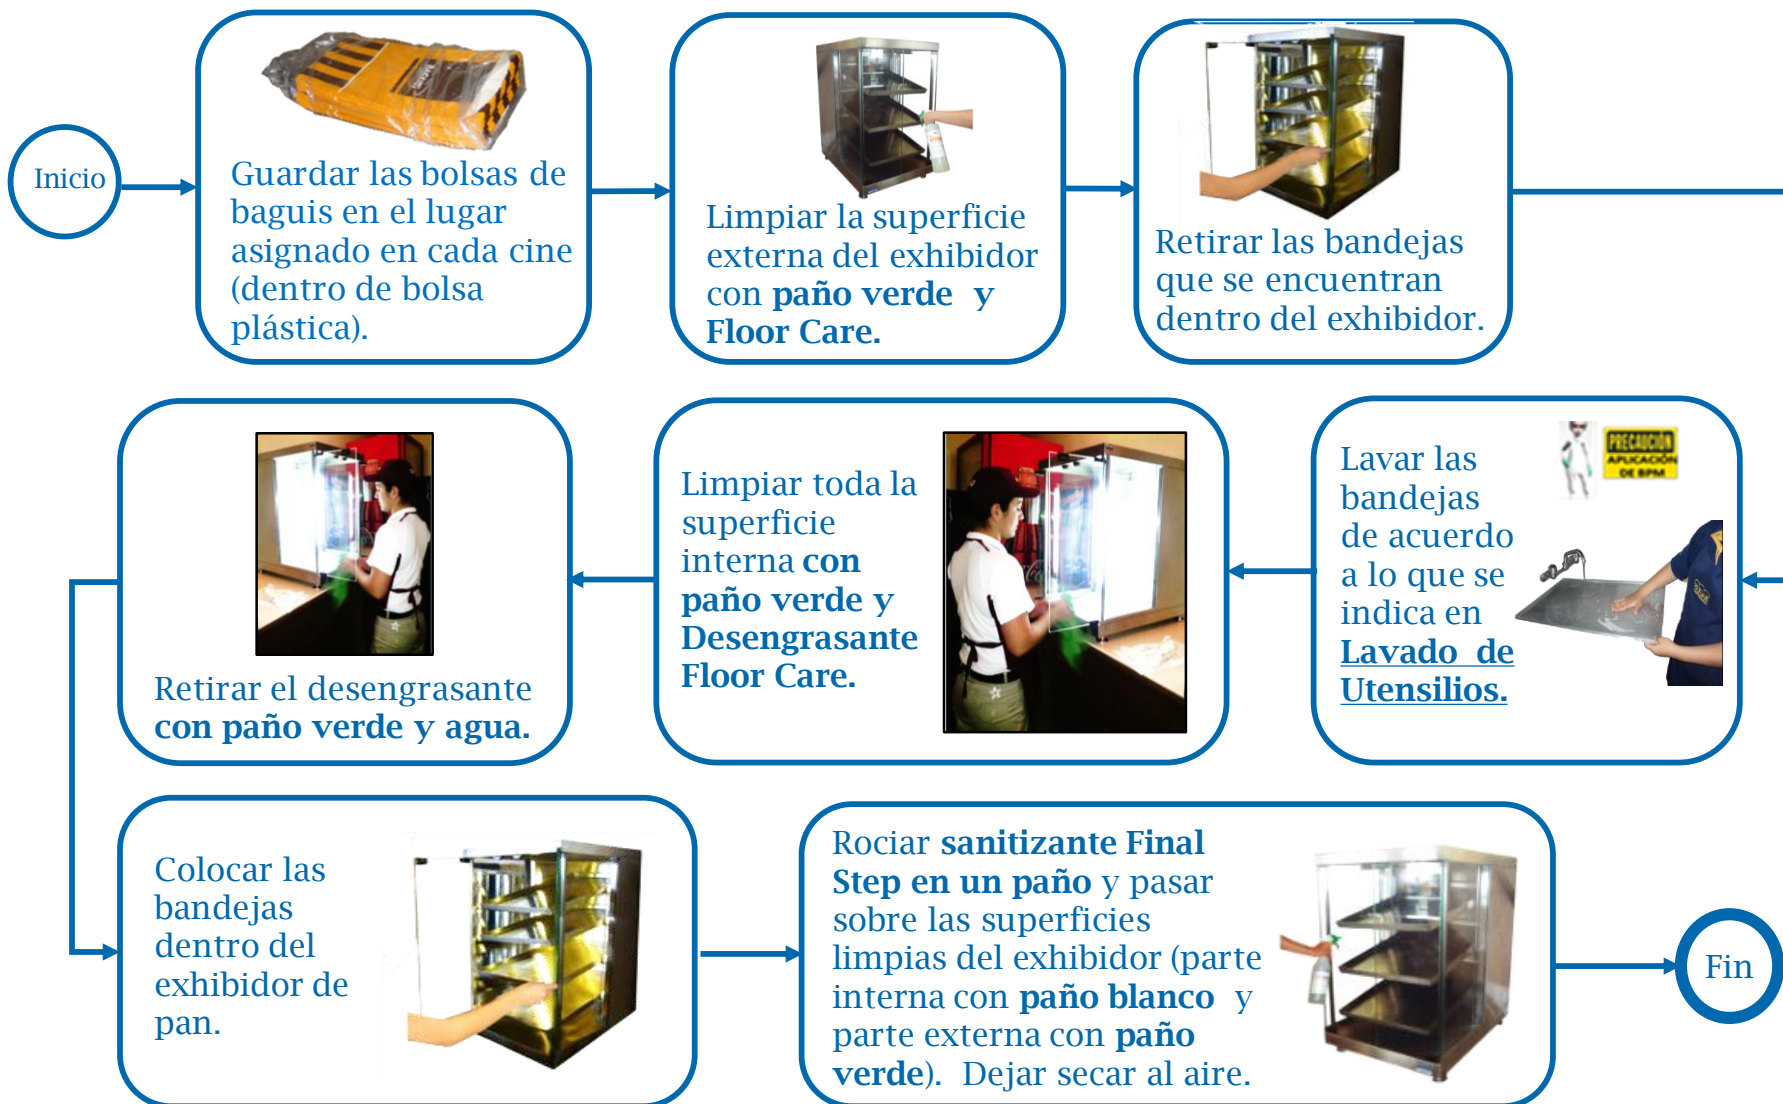 Inicio
Guardar las bolsas de
baguis en el lugar
asignado en cada cine
(dentro de bolsa
plástica).
Limpiar la superficie
externa del exhibidor
con paño verde y
Floor Care.
Retirar las bandejas
que se encuentran
dentro del exhibidor.
Lavar las
bandejas
de acuerdo
a lo que se
indica en
Lavado de
Utensilios.
PRECAUCIÓN
APLICACIÓN
DE BPM
Limpiar toda la
superficie
interna con
paño verde y
Desengrasante
Floor Care.
Retirar el desengrasante
con paño verde y agua.
Colocar las
bandejas
dentro del
exhibidor de
pan.
Rociar sanitizante Final
Step en un paño y pasar
sobre las superficies
limpias del exhibidor (parte
interna con paño blanco y
parte externa con paño
verde). Dejar secar al aire.
Fin